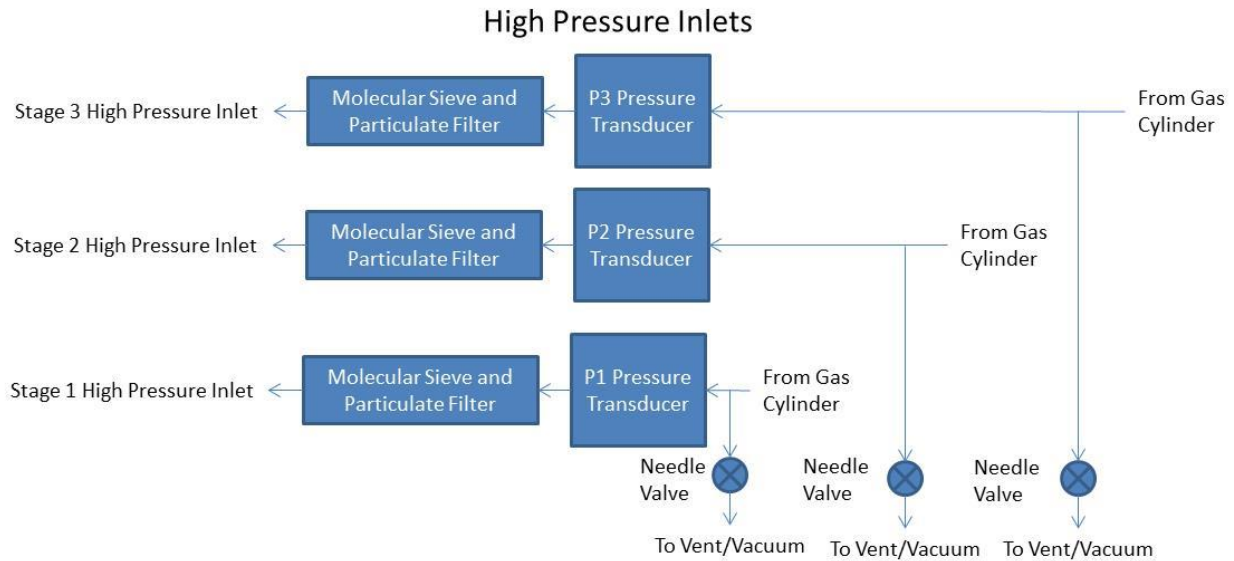 High Pressure Inlets
Stage 3 High Pressure Inlet
Molecular Sieve and
Particulate Filter
P3 Pressure
Transducer
From Gas
Cylinder
Stage 2 High Pressure Inlet
Molecular Sieve and
Particulate Filter
P2 Pressure
Transducer
From Gas
Cylinder
Stage 1 High Pressure Inlet
Molecular Sieve and
Particulate Filter
P1 Pressure
Transducer
From Gas
Cylinder
Needle
Valve
Needle
Valve
Needle
Valve
To Vent/Vacuum
To Vent/Vacuum
To Vent/Vacuum